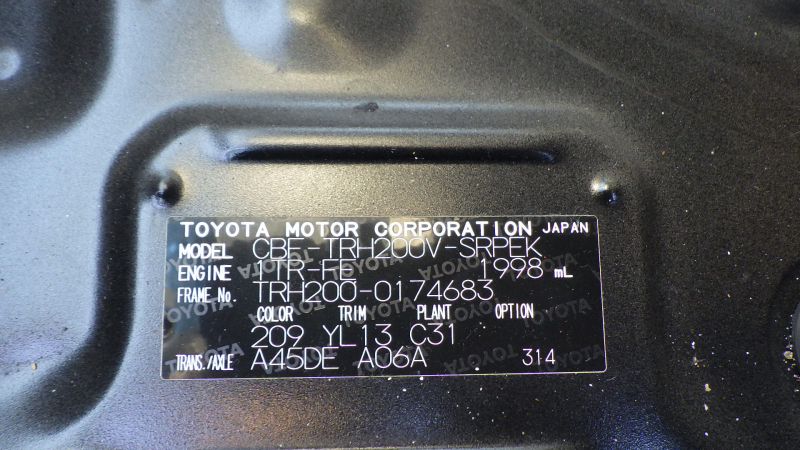 TOYOTA MOTOR CORPORATION JAPAN
MODEL CBF-TRH200V-SRPEK
ENGINE 1TR-FE 1998 mL
FRAME No. TRH200-0174683
COLOR TRIM PLANT OPTION
209 YL13 C31
TRANS./AXLE A45DE A06A 314